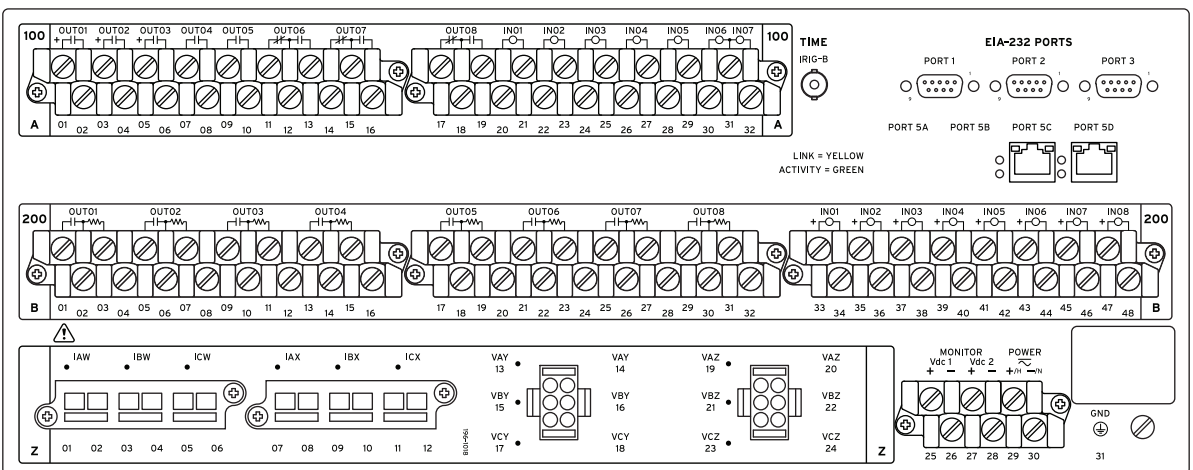 100 OUT01 OUT02 OUT03 OUT04 OUT05 OUT06 OUT07 OUT08 IN01 IN02 IN03 IN04 IN05 IN06 IN07 100
+ + +
A 01 02 03 04 05 06 07 08 09 10 11 12 13 14 15 16 17 18 19 20 21 22 23 24 25 26 27 28 29 30 31 32 A
TIME
IRIG-B
EIA-232 PORTS
PORT 1 PORT 2 PORT 3
1 1 1
9 9 9
PORT 5A PORT 5B PORT 5C PORT 5D
LINK = YELLOW
ACTIVITY = GREEN
200 OUT01 OUT02 OUT03 OUT04 OUT05 OUT06 OUT07 OUT08 IN01 IN02 IN03 IN04 IN05 IN06 IN07 IN08 200
+ + + + + + + +
B 01 02 03 04 05 06 07 08 09 10 11 12 13 14 15 16 17 18 19 20 21 22 23 24 25 26 27 28 29 30 31 32 33 34 35 36 37 38 39 40 41 42 43 44 45 46 47 48 B
!
IAW IBW ICW IAX IBX ICX
Z 01 02 03 04 05 06 07 08 09 10 11 12
VAY 13 VAY 14
VBY 15 VBY 16
VCY 17 VCY 18
VAZ 19 VAZ 20
VBZ 21 VBZ 22
VCZ 23 VCZ 24
Z
MONITOR POWER
Vdc 1 Vdc 2
+ – + – +/H –/N
25 26 27 28 29 30
GND
31